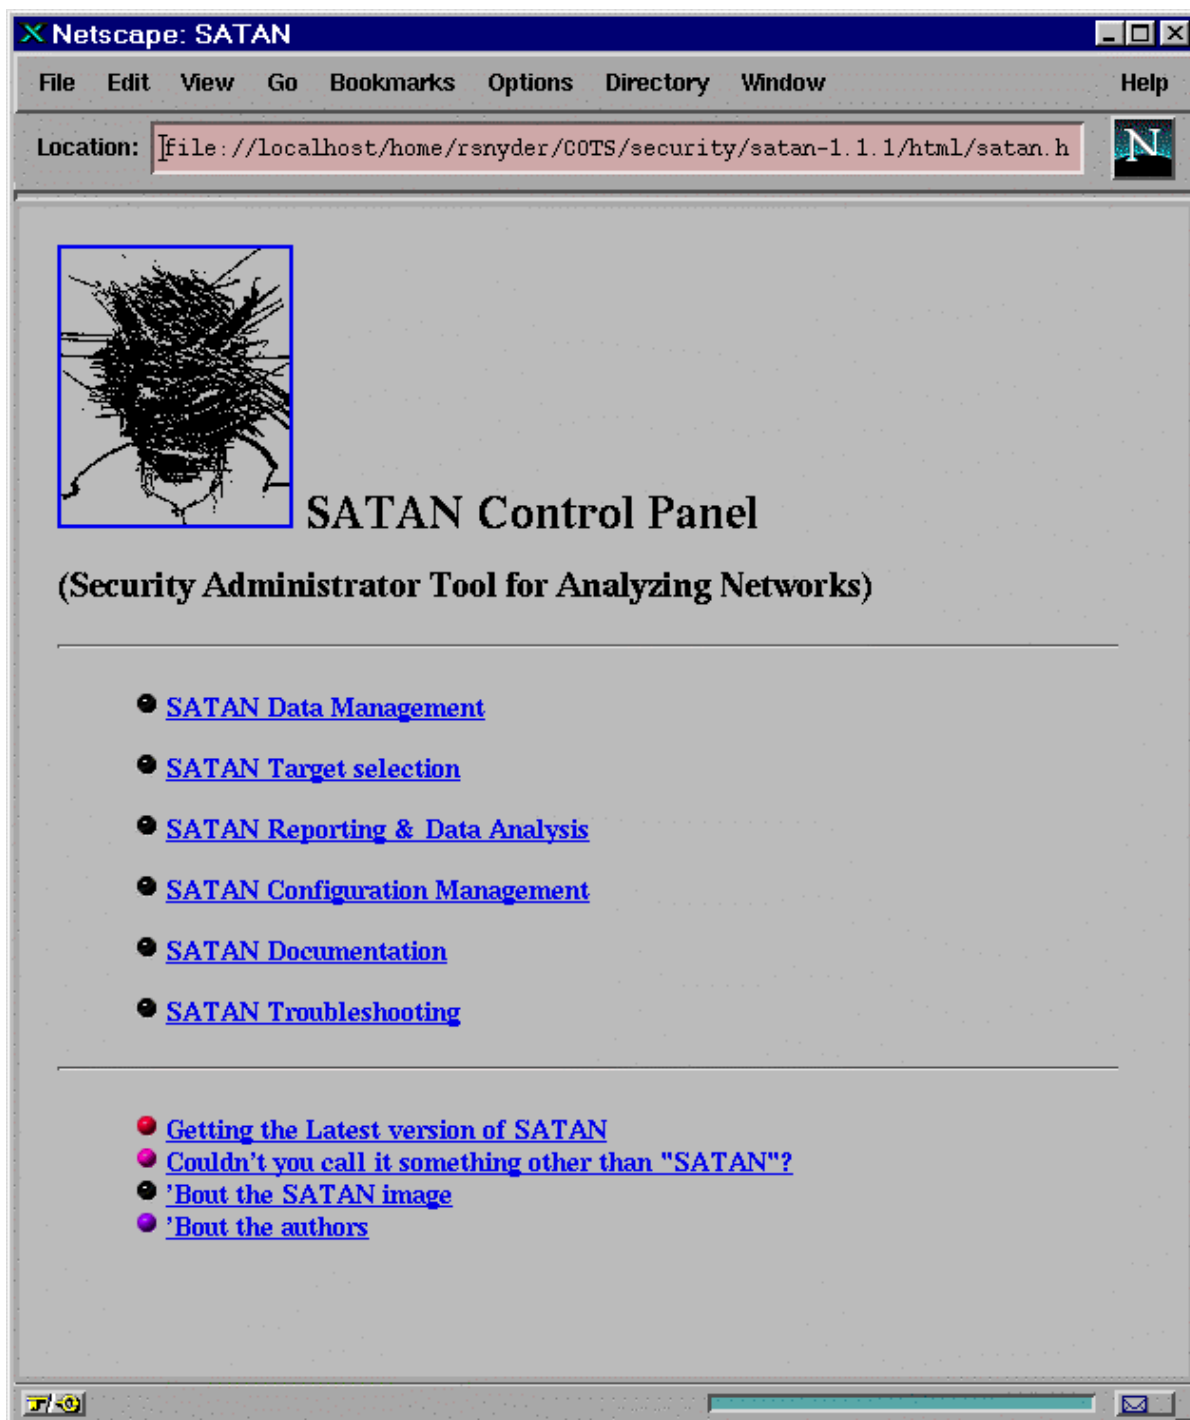 Netscape: SATAN
File Edit View Go Bookmarks Options Directory Window Help
Location: file://localhost/home/rsnyder/COTS/security/satan-1.1.1/html/satan.h
N
SATAN Control Panel
(Security Administrator Tool for Analyzing Networks)
SATAN Data Management
SATAN Target selection
SATAN Reporting & Data Analysis
SATAN Configuration Management
SATAN Documentation
SATAN Troubleshooting
Getting the Latest version of SATAN
Couldn't you call it something other than "SATAN"?
'Bout the SATAN image
'Bout the authors